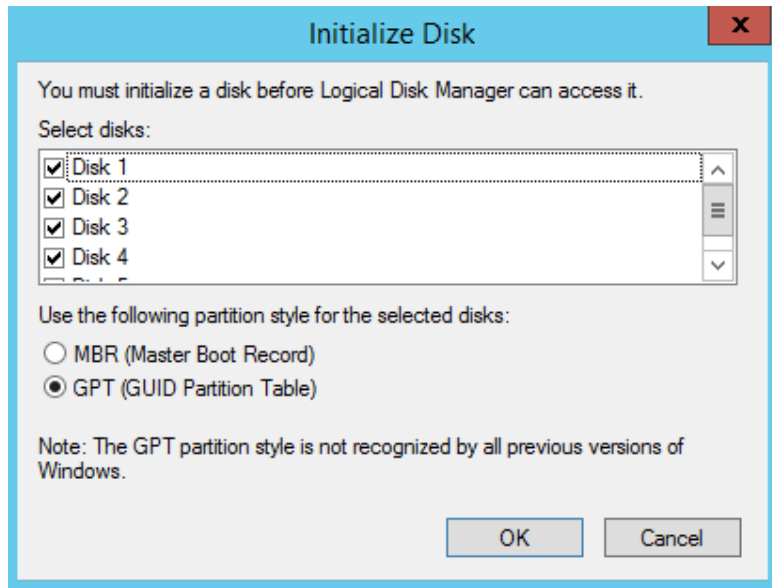 Initialize Disk
x
You must initialize a disk before Logical Disk Manager can access it.
Select disks:
Disk 1
Disk 2
Disk 3
Disk 4
Use the following partition style for the selected disks:
MBR (Master Boot Record)
GPT (GUID Partition Table)
Note: The GPT partition style is not recognized by all previous versions of
Windows.
OK
Cancel